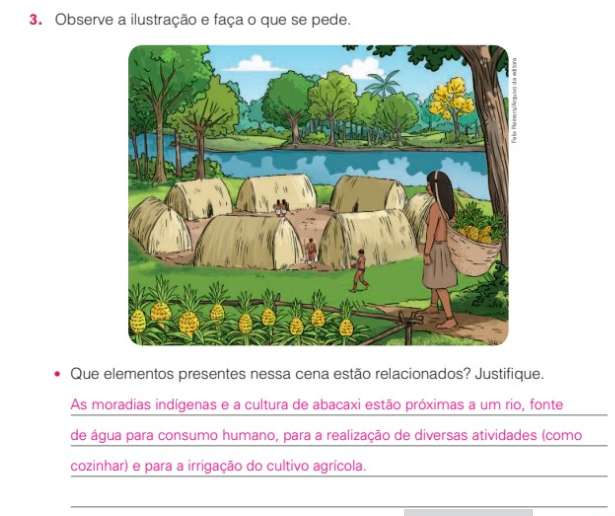 3. Observe a ilustração e faça o que se pede.
Felix Reiners/Arquivo da editora
• Que elementos presentes nessa cena estão relacionados? Justifique.
As moradias indígenas e a cultura de abacaxi estão próximas a um rio, fonte
de água para consumo humano, para a realização de diversas atividades (como
cozinhar) e para a irrigação do cultivo agrícola.